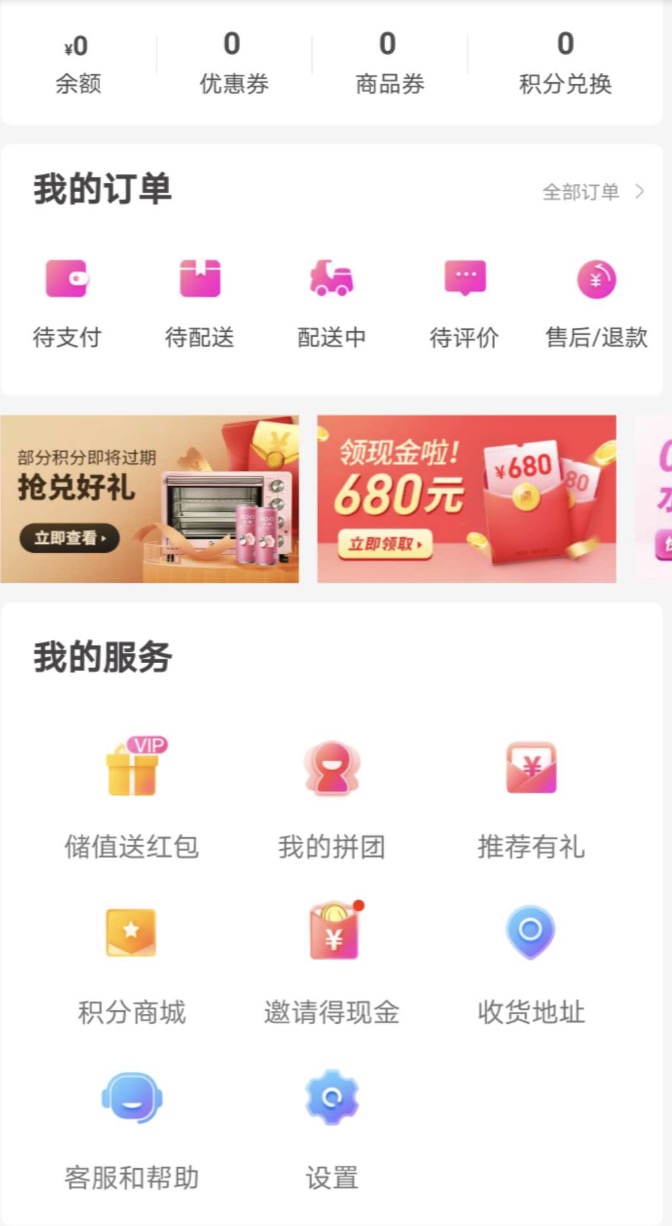 ¥0
0
0
0
余额
优惠券
商品券
积分兑换
我的订单
全部订单 >
待支付
待配送
配送中
待评价
售后/退款
部分积分即将过期
抢兑好礼
立即查看
领现金啦!
680元
立即领取
¥680
80
我的服务
VIP
储值送红包
我的拼团
推荐有礼
积分商城
邀请得现金
收货地址
客服和帮助
设置